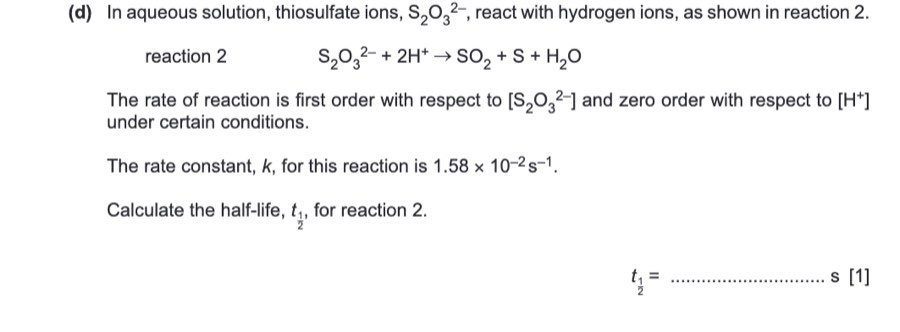 (d) In aqueous solution, thiosulfate ions, S₂O₃²⁻, react with hydrogen ions, as shown in reaction 2.
reaction 2 S₂O₃²⁻ + 2H⁺ → SO₂ + S + H₂O
The rate of reaction is first order with respect to [S₂O₃²⁻] and zero order with respect to [H⁺]
under certain conditions.
The rate constant, k, for this reaction is 1.58 × 10⁻² s⁻¹.
Calculate the half-life, t½, for reaction 2.
t½ = .............................. s [1]